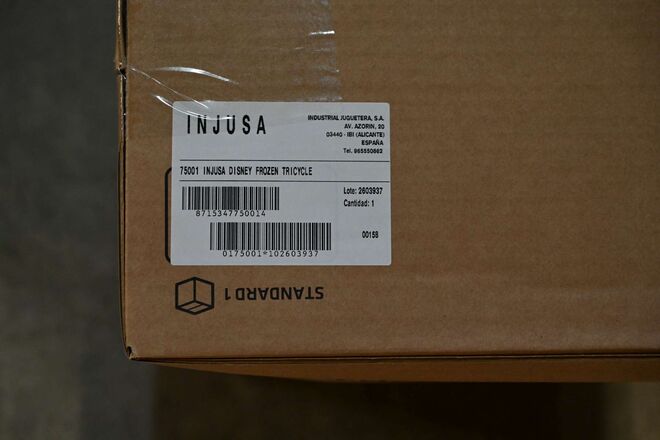 INJUSA
INDUSTRIAL JUGUETERA, S.A.
AV. AZORIN, 20
03440 - IBI (ALICANTE)
ESPAÑA
Tel. 965550662
75001 INJUSA DISNEY FROZEN TRICYCLE
Lote: 2603937
Cantidad: 1
8715347750014
00158
0175001*102603937
STANDARD 1